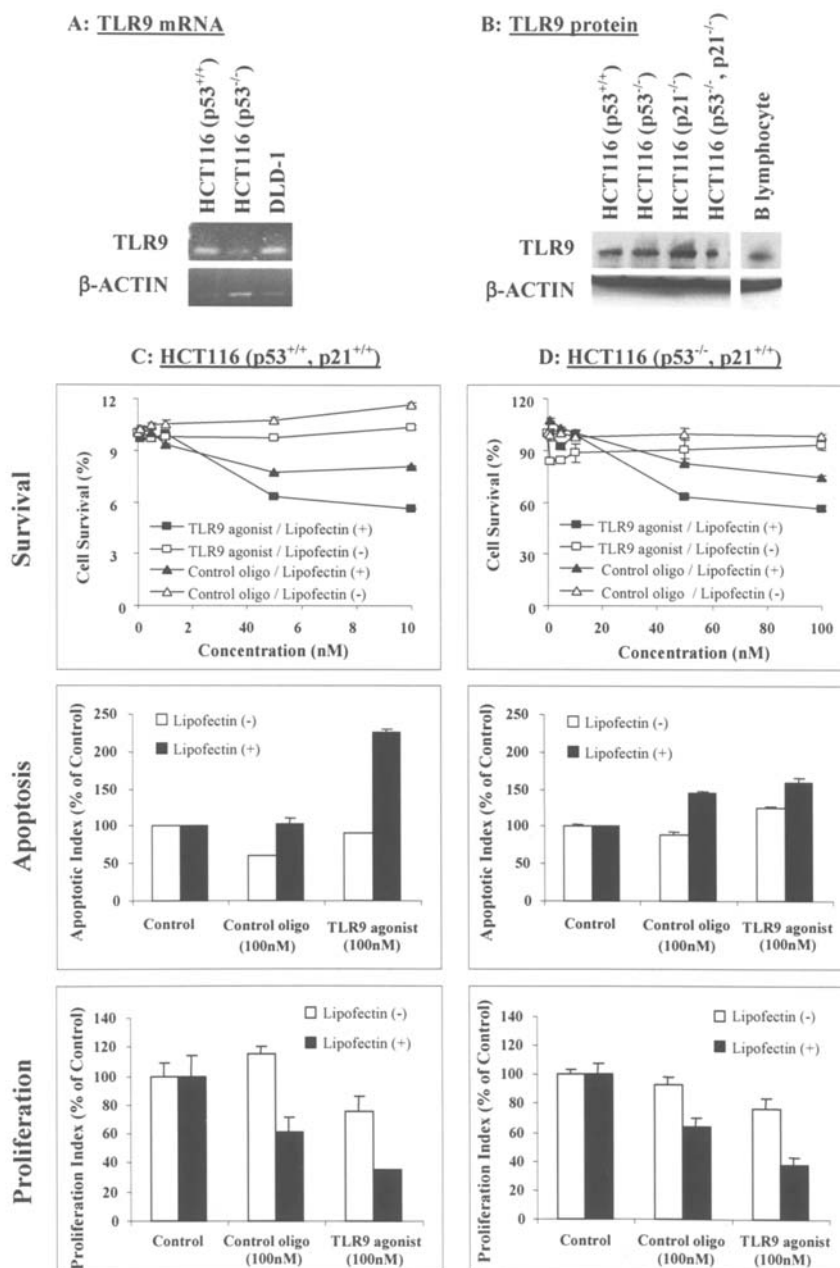 A: TLR9 mRNA
HCT116 (p53+/+)
HCT116 (p53-/-)
DLD-1
TLR9
β-ACTIN
B: TLR9 protein
HCT116 (p53+/+)
HCT116 (p53-/-)
HCT116 (p21-/-)
HCT116 (p53-/-, p21-/-)
B lymphocyte
TLR9
β-ACTIN
Survival
C: HCT116 (p53+/+, p21+/+)
Cell Survival (%)
12
9
6
3
0
TLR9 agonist / Lipofectin (+)
TLR9 agonist / Lipofectin (-)
Control oligo / Lipofectin (+)
Control oligo / Lipofectin (-)
0 2 4 6 8 10
Concentration (nM)
D: HCT116 (p53-/-, p21+/+)
Cell Survival (%)
120
90
60
30
0
TLR9 agonist / Lipofectin (+)
TLR9 agonist / Lipofectin (-)
Control oligo / Lipofectin (+)
Control oligo / Lipofectin (-)
0 20 40 60 80 100
Concentration (nM)
Apoptosis
Apoptotic Index (% of Control)
250
200
150
100
50
0
Lipofectin (-)
Lipofectin (+)
Control Control oligo TLR9 agonist
(100nM) (100nM)
Apoptotic Index (% of Control)
250
200
150
100
50
0
Lipofectin (-)
Lipofectin (+)
Control Control oligo TLR9 agonist
(100nM) (100nM)
Proliferation
Proliferation Index (% of Control)
140
120
100
80
60
40
20
0
Lipofectin (-)
Lipofectin (+)
Control Control oligo TLR9 agonist
(100nM) (100nM)
Proliferation Index (% of Control)
140
120
100
80
60
40
20
0
Lipofectin (-)
Lipofectin (+)
Control Control oligo TLR9 agonist
(100nM) (100nM)